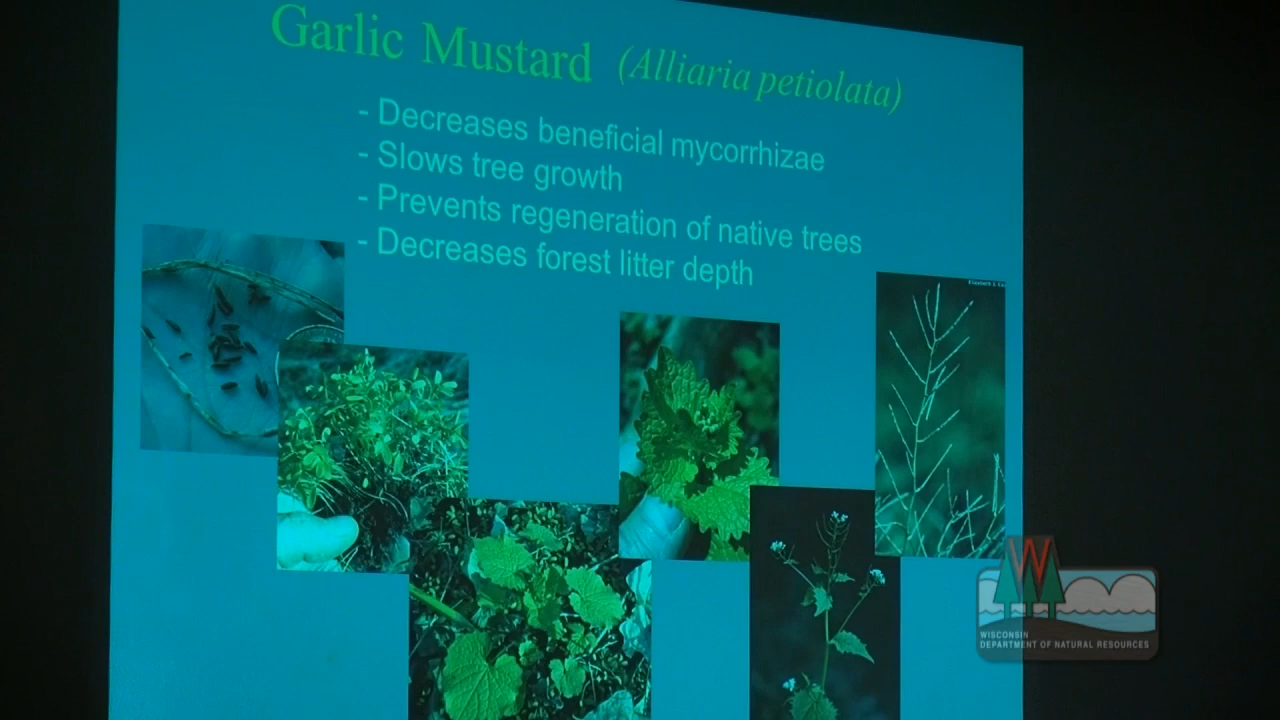 Garlic Mustard (Alliaria petiolata)
- Decreases beneficial mycorrhizae
- Slows tree growth
- Prevents regeneration of native trees
- Decreases forest litter depth
W
WISCONSIN
DEPARTMENT OF NATURAL RESOURCES